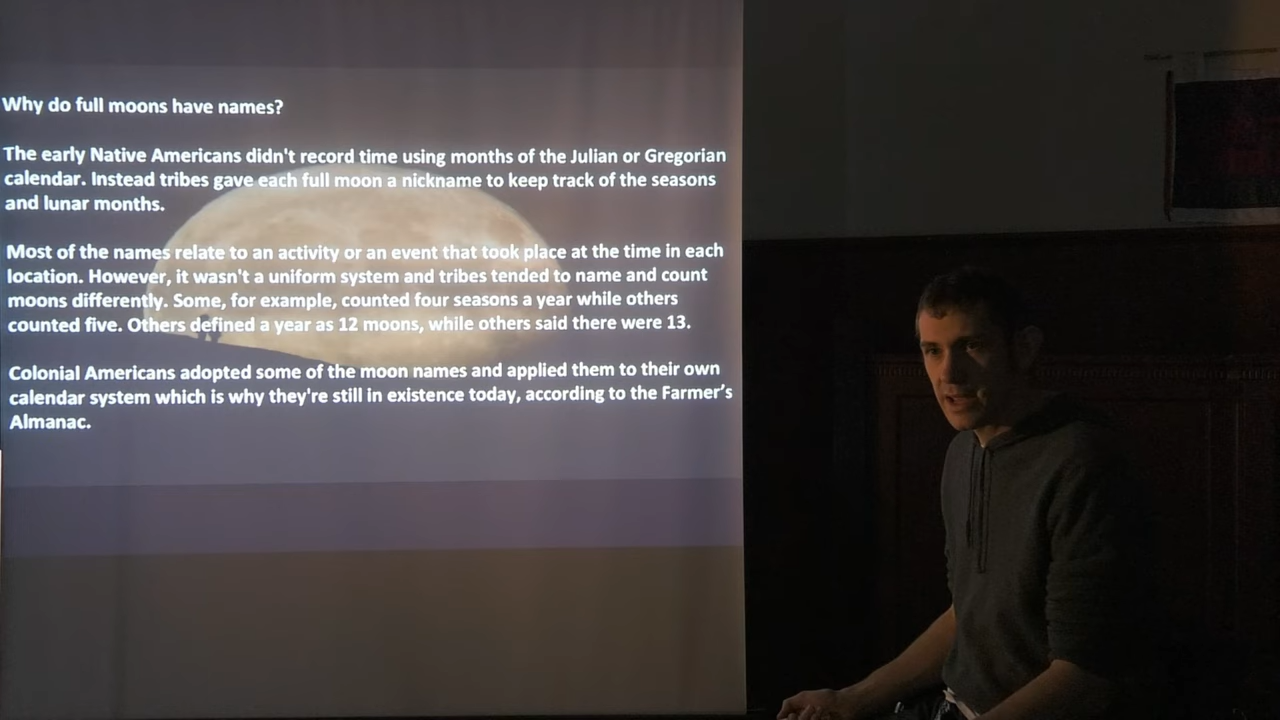 Why do full moons have names?
The early Native Americans didn't record time using months of the Julian or Gregorian
calendar. Instead tribes gave each full moon a nickname to keep track of the seasons
and lunar months.
Most of the names relate to an activity or an event that took place at the time in each
location. However, it wasn't a uniform system and tribes tended to name and count
moons differently. Some, for example, counted four seasons a year while others
counted five. Others defined a year as 12 moons, while others said there were 13.
Colonial Americans adopted some of the moon names and applied them to their own
calendar system which is why they're still in existence today, according to the Farmer’s
Almanac.